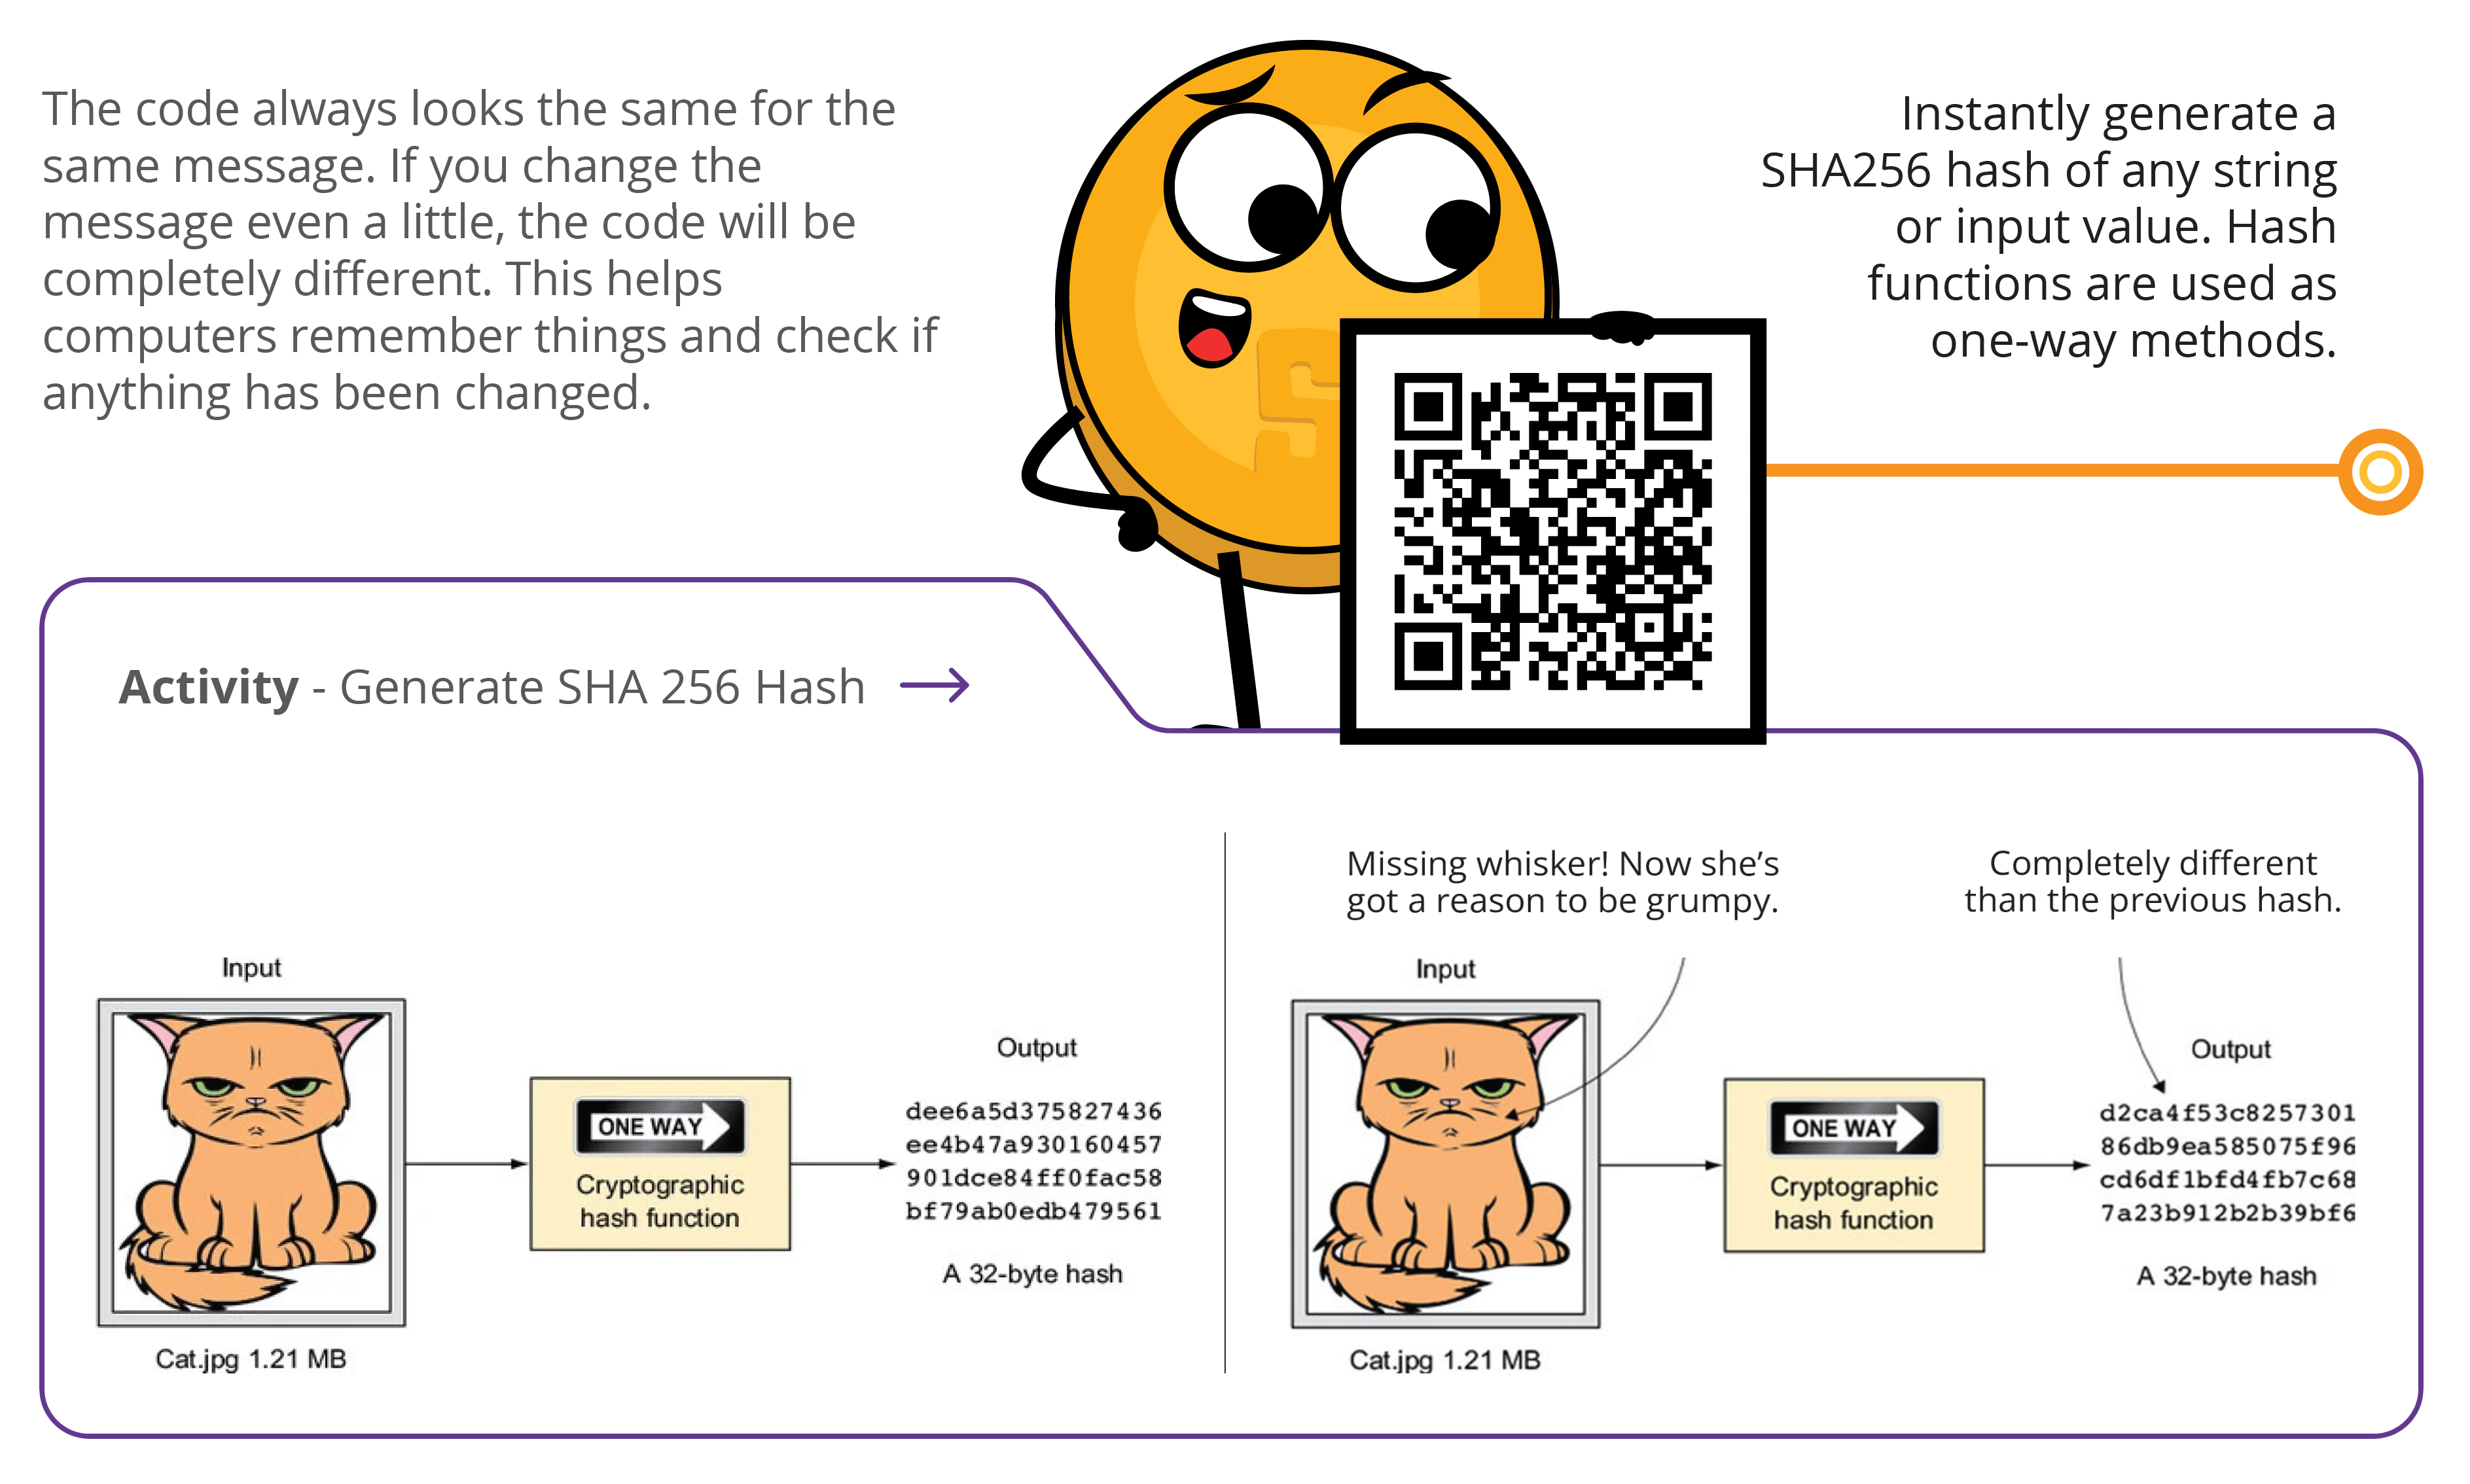 The code always looks the same for the
same message. If you change the
message even a little, the code will be
completely different. This helps
computers remember things and check if
anything has been changed.
Instantly generate a
SHA256 hash of any string
or input value. Hash
functions are used as
one-way methods.
Activity - Generate SHA 256 Hash
Input
Cat.jpg 1.21 MB
ONE WAY
Cryptographic
hash function
Output
dee6a5d375827436
ee4b47a930160457
901dce84ff0fac58
bf79ab0edb479561
A 32-byte hash
Missing whisker! Now she's
got a reason to be grumpy.
Completely different
than the previous hash.
Input
Cat.jpg 1.21 MB
ONE WAY
Cryptographic
hash function
Output
d2ca4f53c8257301
86db9ea585075f96
cd6df1bfd4fb7c68
7a23b912b2b39bf6
A 32-byte hash